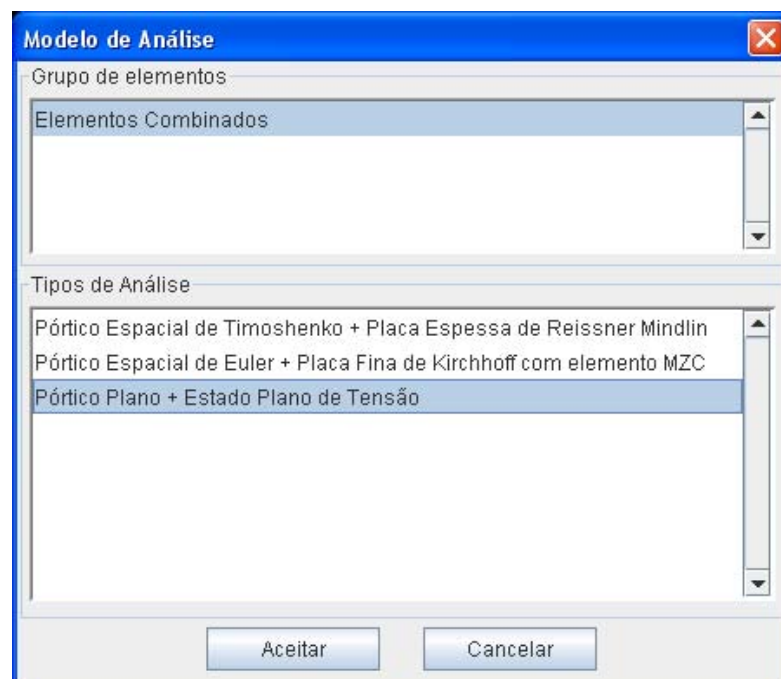 Modelo de Análise
Grupo de elementos
Elementos Combinados
Tipos de Análise
Pórtico Espacial de Timoshenko + Placa Espessa de Reissner Mindlin
Pórtico Espacial de Euler + Placa Fina de Kirchhoff com elemento MZC
Pórtico Plano + Estado Plano de Tensão
Aceitar
Cancelar